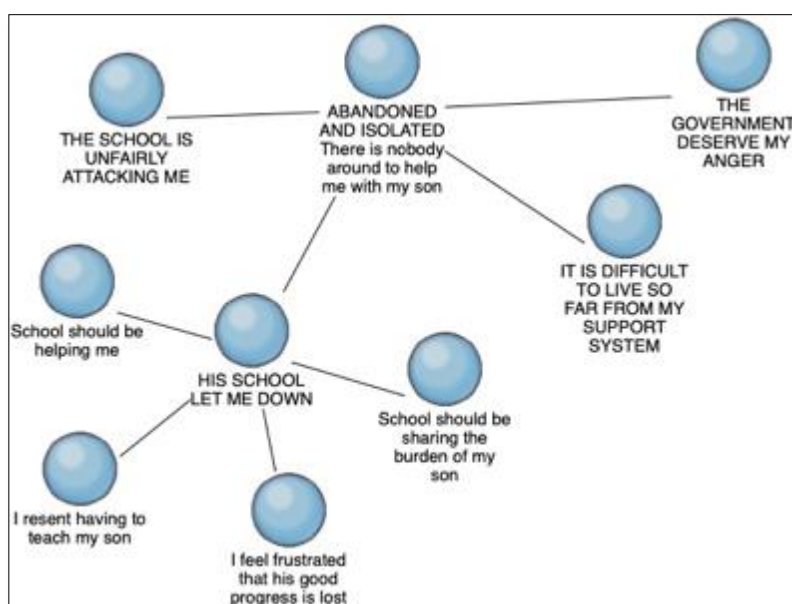 THE SCHOOL IS
UNFAIRLY
ATTACKING ME
ABANDONED
AND ISOLATED
There is nobody
around to help
me with my son
THE
GOVERNMENT
DESERVE MY
ANGER
IT IS DIFFICULT
TO LIVE SO
FAR FROM MY
SUPPORT
SYSTEM
School should be
helping me
HIS SCHOOL
LET ME DOWN
School should be
sharing the
burden of my
son
I resent having to
teach my son
I feel frustrated
that his good
progress is lost